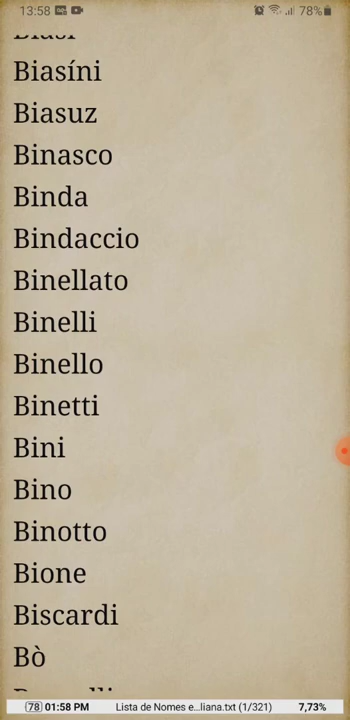 13:58 78%
Biasi
Biasíni
Biasuz
Binasco
Binda
Bindaccio
Binellato
Binelli
Binello
Binetti
Bini
Bino
Binotto
Bione
Biscardi
Bò
78 01:58 PM Lista de Nomes e...liana.txt (1/321) 7,73%